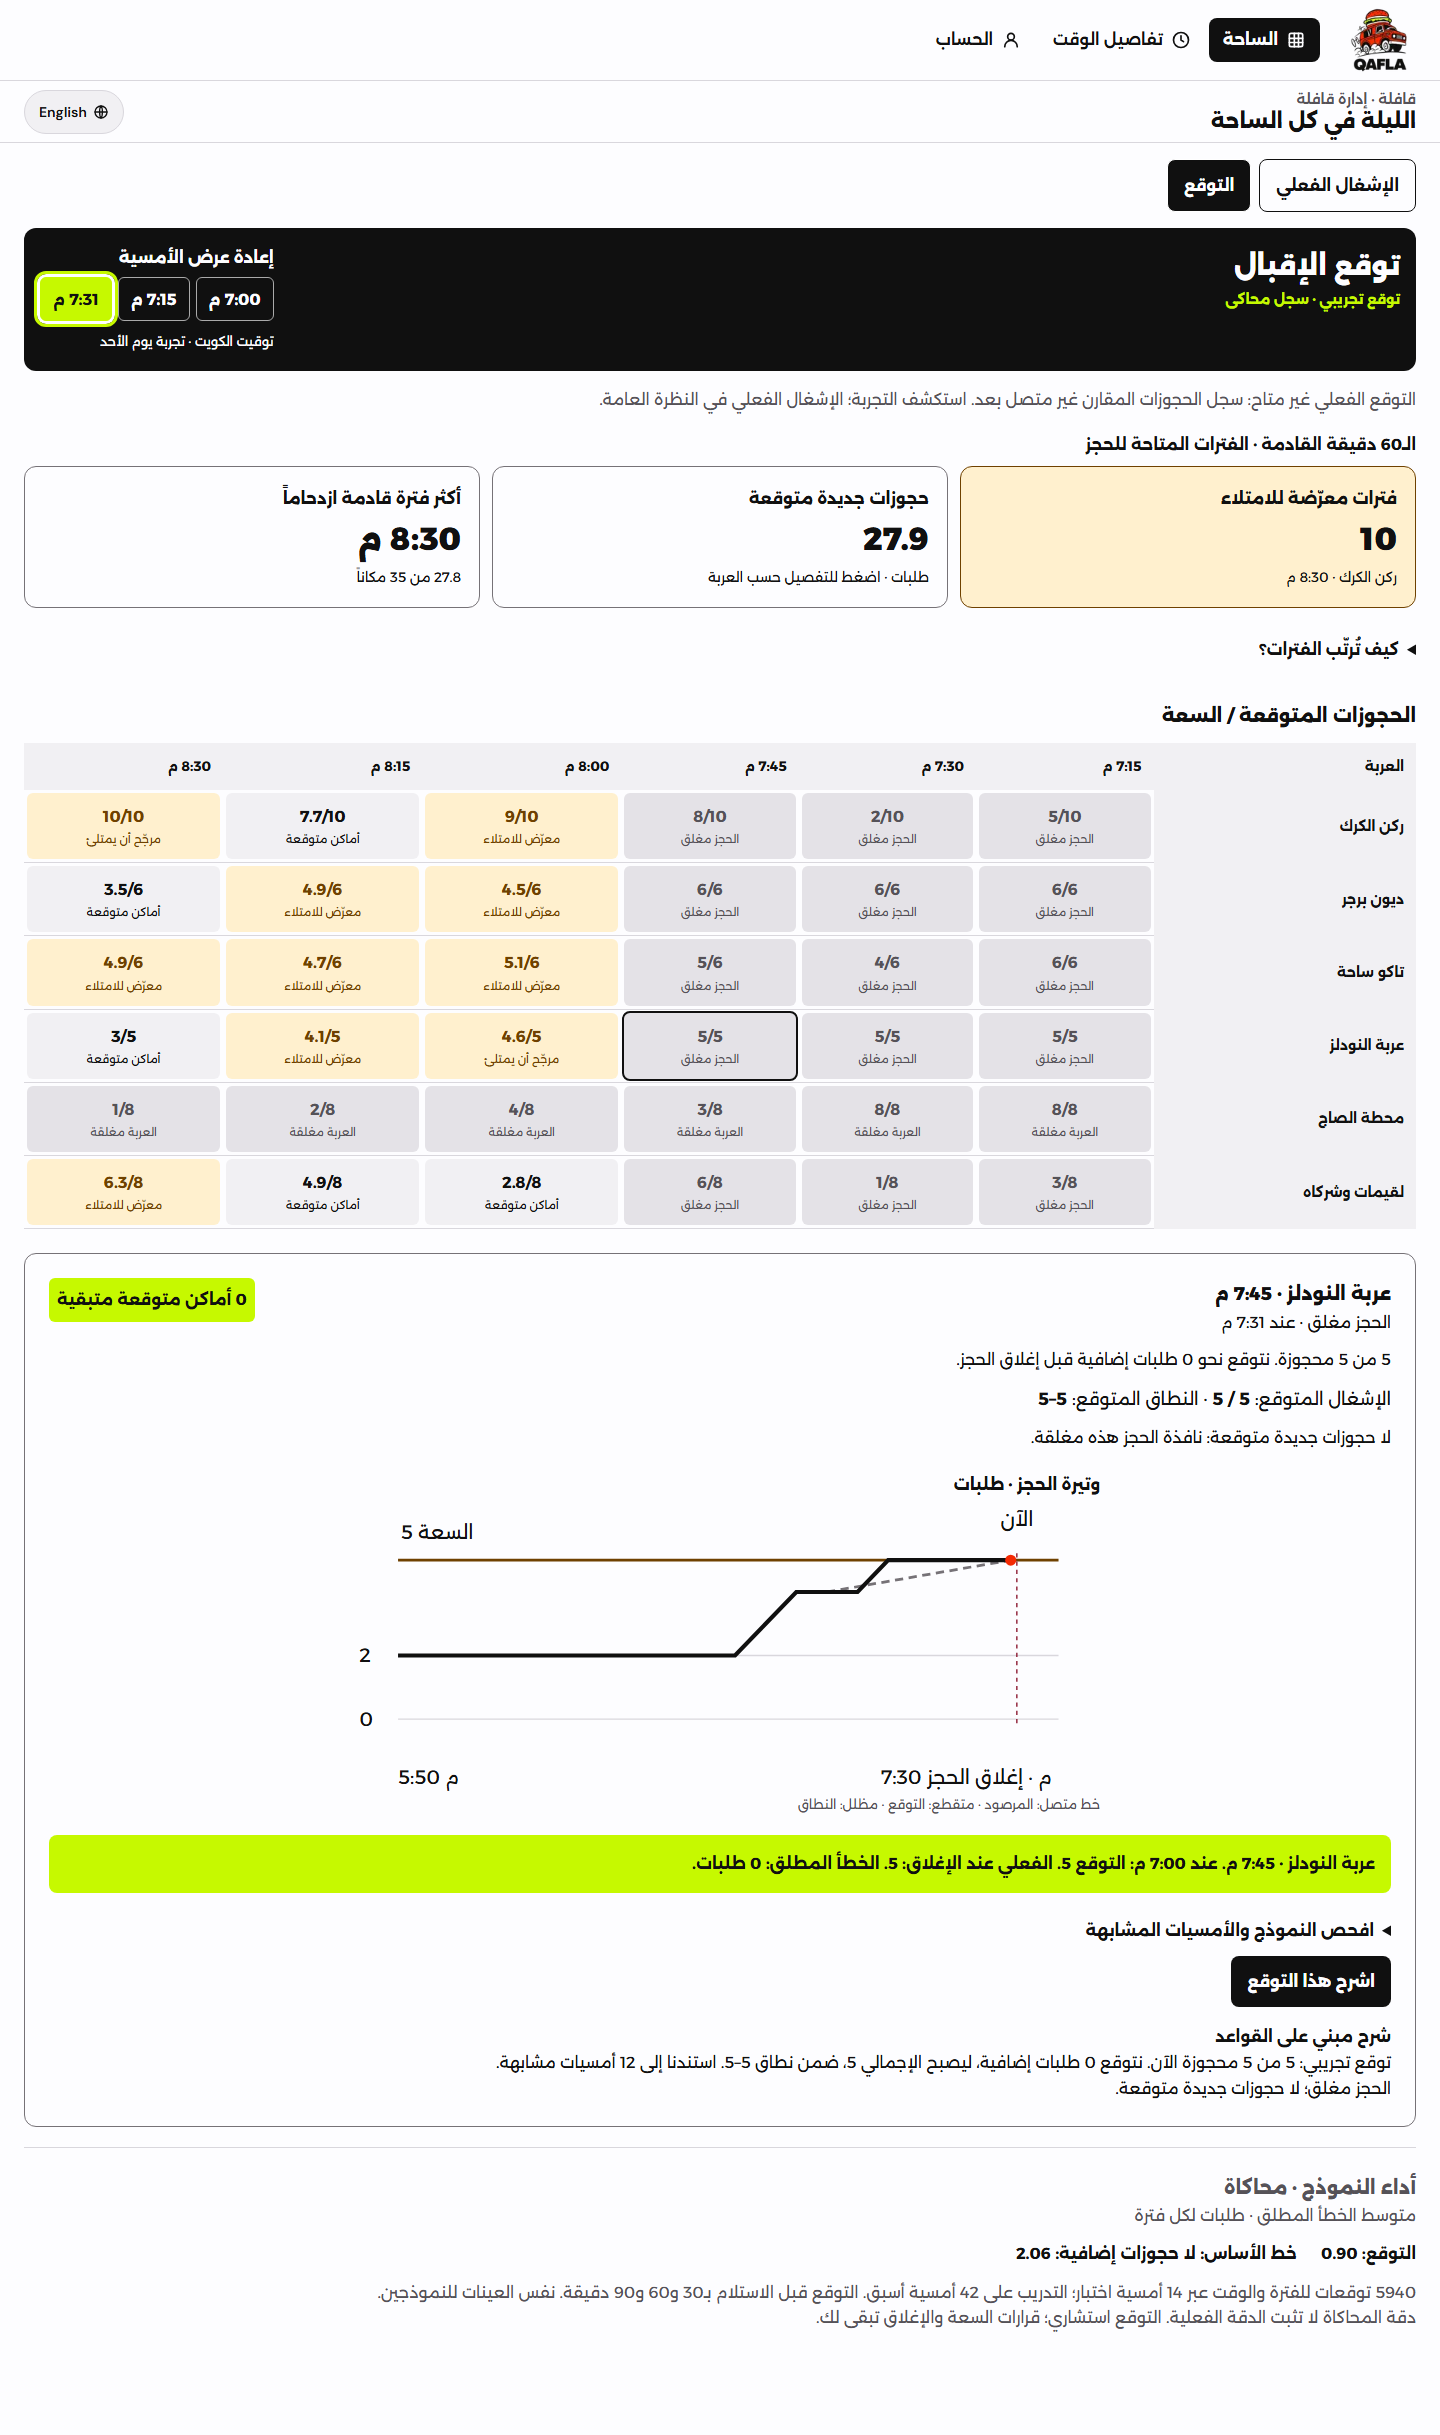 QAFLA
الساحة
تفاصيل الوقت
الحساب
قافلة · إدارة قافلة
الليلة في كل الساحة
English
الإشغال الفعلي
التوقع
توقع الإقبال
توقع تجريبي · سجل محاكى
إعادة عرض الأمسية
7:00 م
7:15 م
7:31 م
توقيت الكويت · تجربة يوم الأحد
التوقع الفعلي غير متاح: سجل الحجوزات المقارن غير متصل بعد. استكشف التجربة؛ الإشغال الفعلي في النظرة العامة.
الـ60 دقيقة القادمة · الفترات المتاحة للحجز
فترات معرّضة للامتلاء
10
ركن الكرك · 8:30 م
حجوزات جديدة متوقعة
27.9
طلبات · اضغط للتفصيل حسب العربة
أكثر فترة قادمة ازدحاماً
8:30 م
27.8 من 35 مكاناً
كيف تُرتّب الفترات؟
الحجوزات المتوقعة / السعة
العربة 7:15 م 7:30 م 7:45 م 8:00 م 8:15 م 8:30 م
ركن الكرك 5/10 2/10 8/10 9/10 7.7/10 10/10
الحجز مغلق الحجز مغلق الحجز مغلق معرّض للامتلاء أماكن متوقعة مرجّح أن يمتلئ
ديون برجر 6/6 6/6 6/6 4.5/6 4.9/6 3.5/6
الحجز مغلق الحجز مغلق الحجز مغلق معرّض للامتلاء معرّض للامتلاء أماكن متوقعة
تاكو ساحة 6/6 4/6 5/6 5.1/6 4.7/6 4.9/6
الحجز مغلق الحجز مغلق الحجز مغلق معرّض للامتلاء معرّض للامتلاء معرّض للامتلاء
عربة النودلز 5/5 5/5 5/5 4.6/5 4.1/5 3/5
الحجز مغلق الحجز مغلق الحجز مغلق مرجّح أن يمتلئ معرّض للامتلاء أماكن متوقعة
محطة الصاج 8/8 8/8 3/8 4/8 2/8 1/8
العربة مغلقة العربة مغلقة العربة مغلقة العربة مغلقة العربة مغلقة العربة مغلقة
لقيمات وشركاه 3/8 1/8 6/8 2.8/8 4.9/8 6.3/8
الحجز مغلق الحجز مغلق الحجز مغلق أماكن متوقعة أماكن متوقعة معرّض للامتلاء
عربة النودلز · 7:45 م
0 أماكن متوقعة متبقية
الحجز مغلق · عند 7:31 م
5 من 5 محجوزة. نتوقع نحو 0 طلبات إضافية قبل إغلاق الحجز.
الإشغال المتوقع: 5 / 5 · النطاق المتوقع: 5–5
لا حجوزات جديدة متوقعة: نافذة الحجز هذه مغلقة.
وتيرة الحجز · طلبات
الآن
السعة 5
2
0
5:50 م
7:30 م · إغلاق الحجز
خط متصل: المرصود · متقطع: التوقع · مظلل: النطاق
عربة النودلز · 7:45 م. عند 7:00 م: التوقع 5. الفعلي عند الإغلاق: 5. الخطأ المطلق: 0 طلبات.
افحص النموذج والأمسيات المشابهة
اشرح هذا التوقع
شرح مبني على القواعد
توقع تجريبي: 5 من 5 محجوزة الآن. نتوقع 0 طلبات إضافية، ليصبح الإجمالي 5، ضمن نطاق 5–5. استندنا إلى 12 أمسيات مشابهة.
الحجز مغلق؛ لا حجوزات جديدة متوقعة.
أداء النموذج · محاكاة
متوسط الخطأ المطلق · طلبات لكل فترة
التوقع: 0.90 خط الأساس: لا حجوزات إضافية: 2.06
5940 توقعات للفترة والوقت عبر 14 أمسية اختبار؛ التدريب على 42 أمسية أسبق. التوقع قبل الاستلام بـ30 و60 و90 دقيقة. نفس العينات للنموذجين.
دقة المحاكاة لا تثبت الدقة الفعلية. التوقع استشاري؛ قرارات السعة والإغلاق تبقى لك.